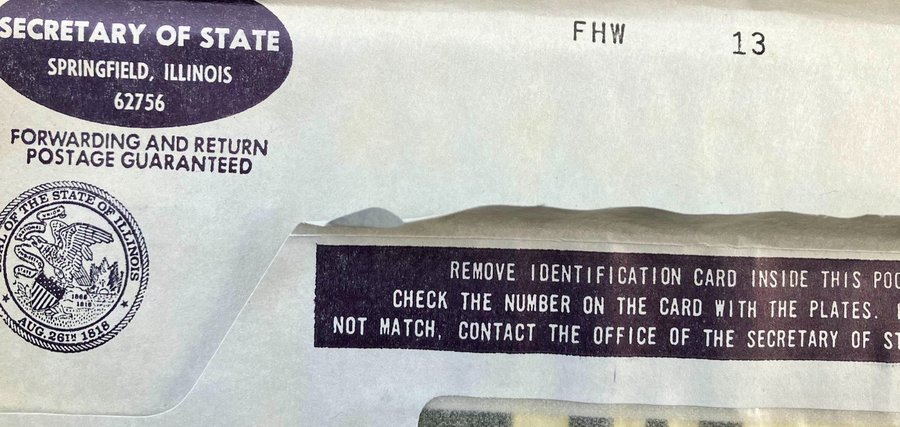 SECRETARY OF STATE
SPRINGFIELD, ILLINOIS
62756
FORWARDING AND RETURN
POSTAGE GUARANTEED
FHW 13
OF THE STATE OF ILLINOIS
AUG. 26TH 1818
1868
1818
REMOVE IDENTIFICATION CARD INSIDE THIS
CHECK THE NUMBER ON THE CARD WITH THE PLATES.
NOT MATCH, CONTACT THE OFFICE OF THE SECRETARY OF